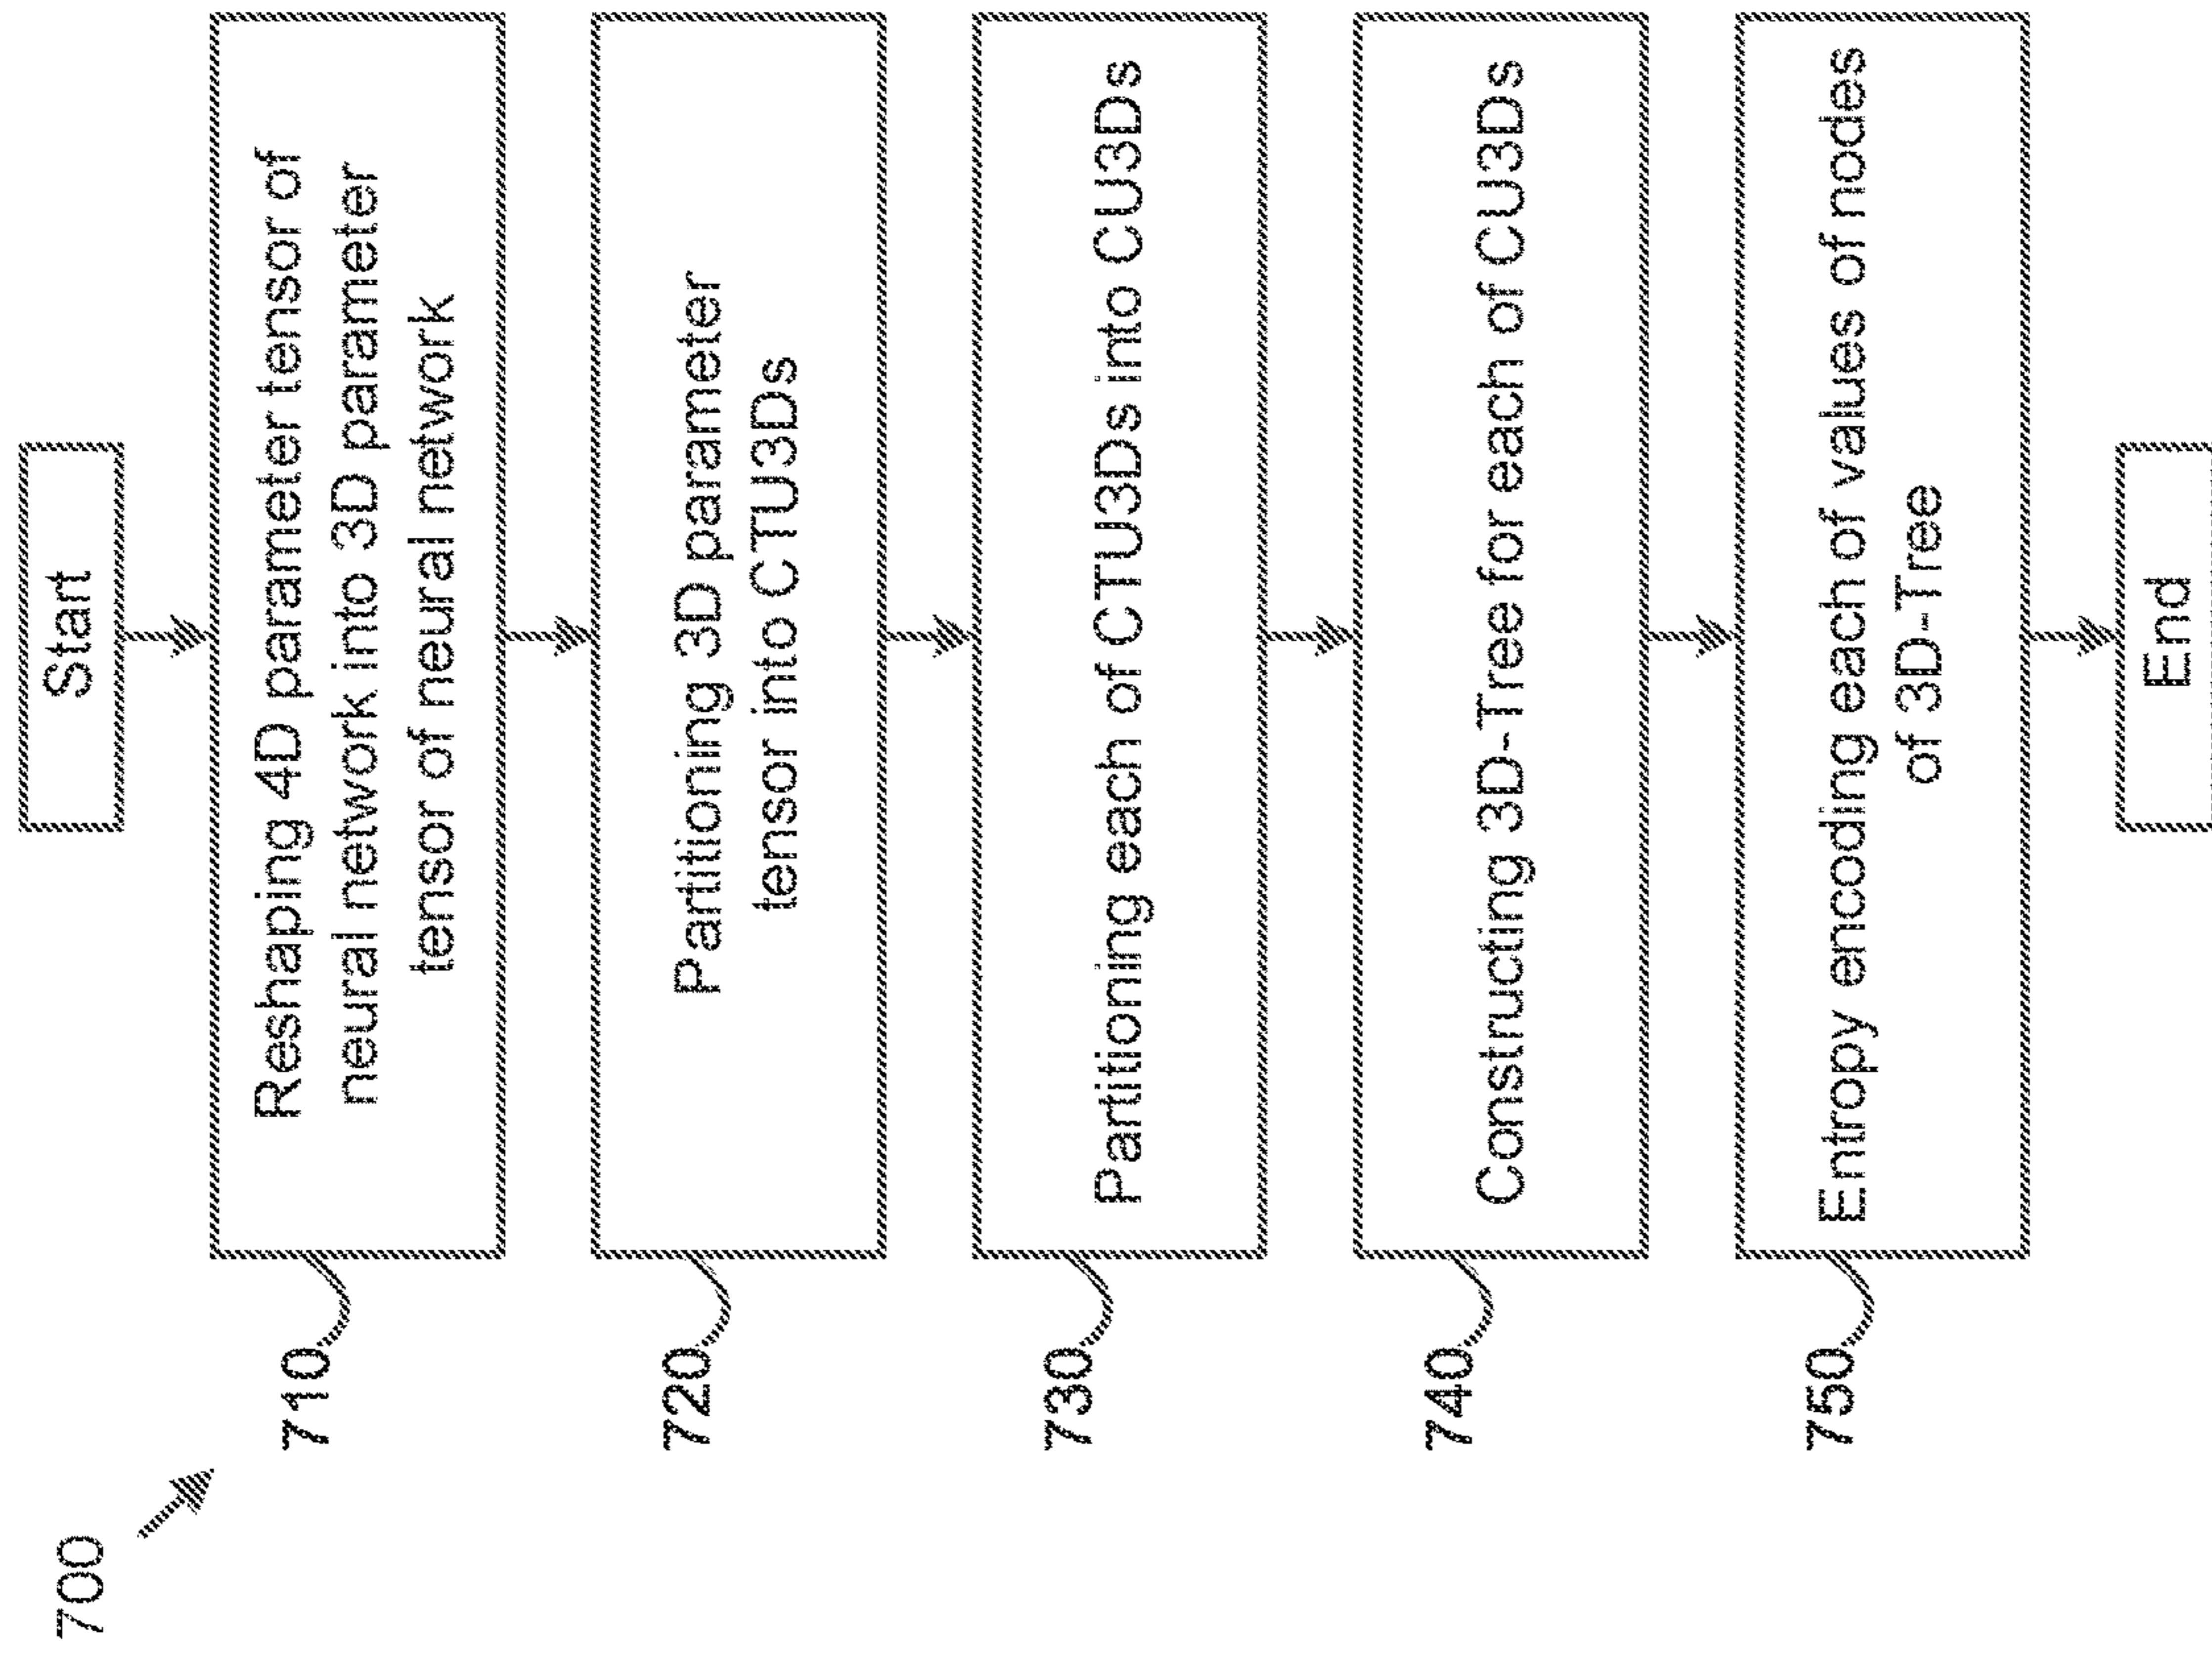 700
Start
710
Reshaping 4D parameter tensor of
neural network into 3D parameter
tensor of neural network
720
Partitioning 3D parameter
tensor into CTU3Ds
730
Partitioning each of CTU3Ds into CU3Ds
740
Constructing 3D-Tree for each of CU3Ds
750
Entropy encoding each of values of nodes
of 3D-Tree
End